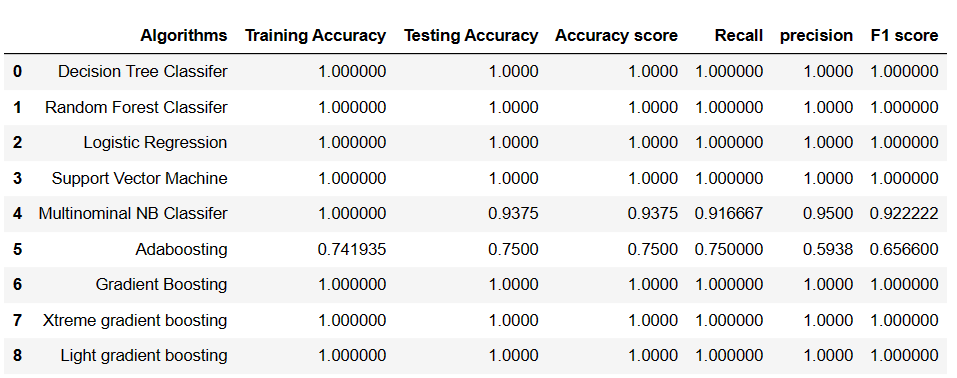 Algorithms Training Accuracy Testing Accuracy Accuracy score Recall precision F1 score
0 Decision Tree Classifer 1.000000 1.0000 1.0000 1.000000 1.0000 1.000000
1 Random Forest Classifer 1.000000 1.0000 1.0000 1.000000 1.0000 1.000000
2 Logistic Regression 1.000000 1.0000 1.0000 1.000000 1.0000 1.000000
3 Support Vector Machine 1.000000 1.0000 1.0000 1.000000 1.0000 1.000000
4 Multinominal NB Classifer 1.000000 0.9375 0.9375 0.916667 0.9500 0.922222
5 Adaboosting 0.741935 0.7500 0.7500 0.750000 0.5938 0.656600
6 Gradient Boosting 1.000000 1.0000 1.0000 1.000000 1.0000 1.000000
7 Xtreme gradient boosting 1.000000 1.0000 1.0000 1.000000 1.0000 1.000000
8 Light gradient boosting 1.000000 1.0000 1.0000 1.000000 1.0000 1.000000